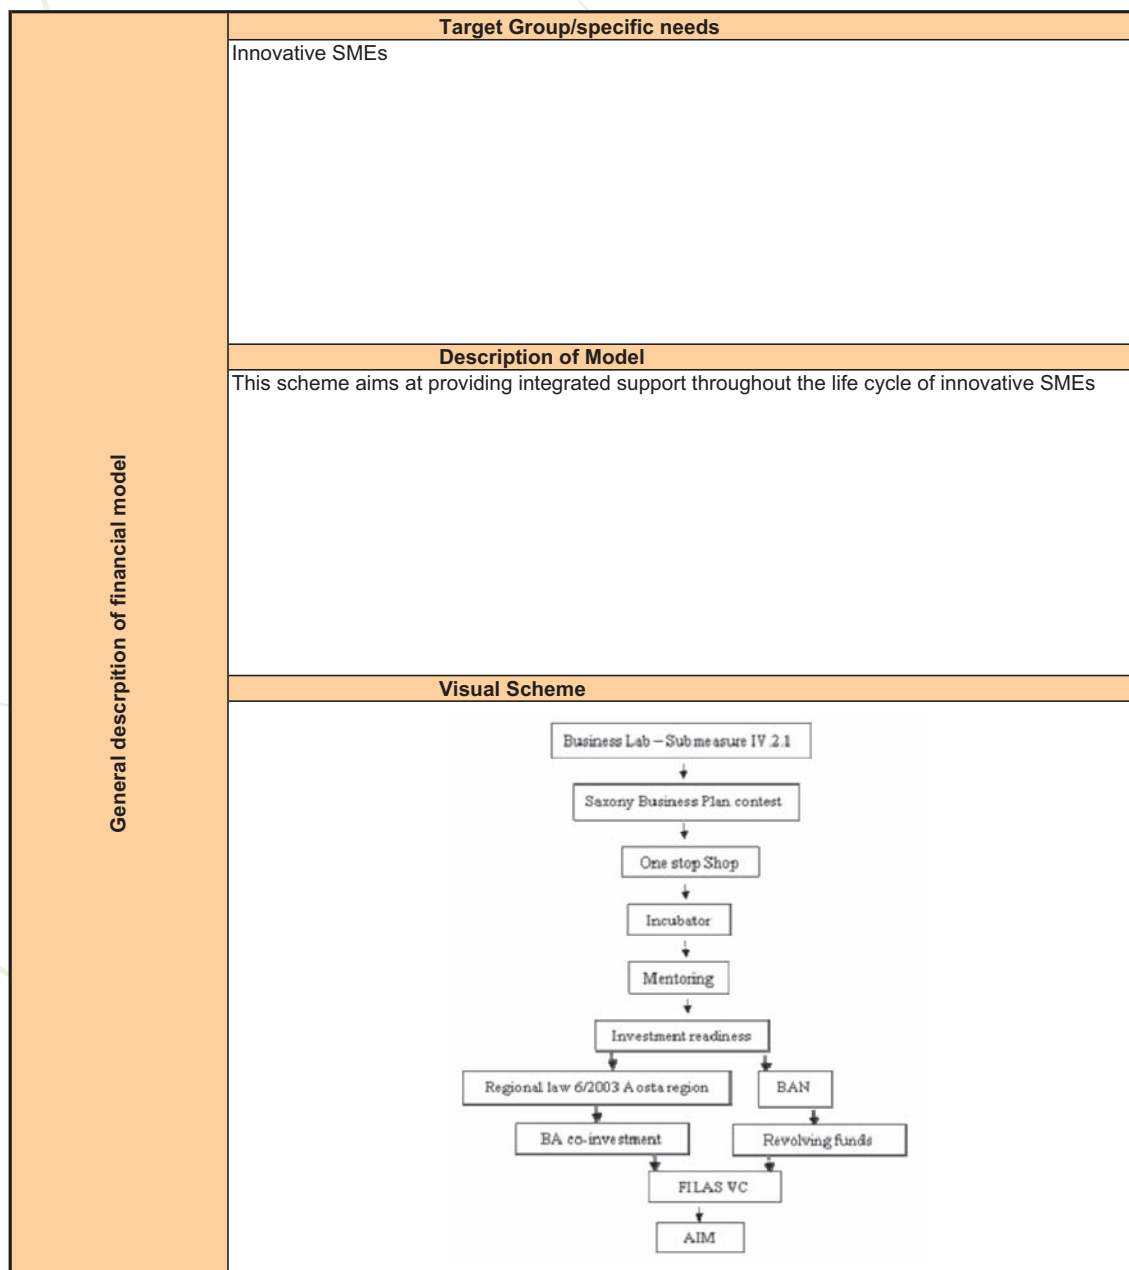 Target Group/specific needs
Innovative SMEs
Description of Model
This scheme aims at providing integrated support throughout the life cycle of innovative SMEs
General descrpition of financial model
Visual Scheme
Business Lab – Submeasure IV.2.1
Saxony Business Plan contest
One stop Shop
Incubator
Mentoring
Investment readiness
Regional law 6/2003 Aosta region
BAN
BA co-investment
Revolving funds
FILAS VC
AIM